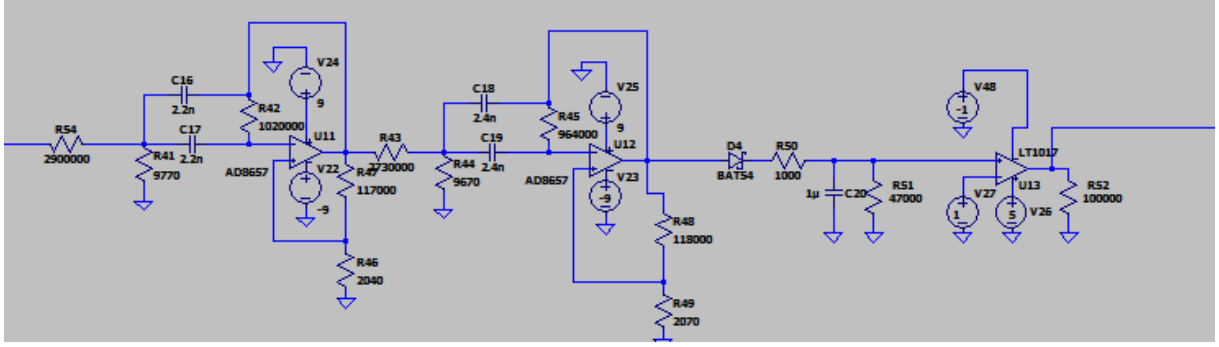 V24
9
C16
2.2n
R42
1020000
U11
C17
2.2n
R54
2900000
R41
9770
AD8657
V22
-9
R43
2730000
R47
117000
R46
2040
V25
9
C18
2.4n
R45
964000
U12
C19
2.4n
R44
9670
AD8657
V23
-9
R48
118000
R49
2070
D4
BAT54
R50
1000
1µ
C20
R51
47000
V48
-1
LT1017
V27
1
U13
5
V26
R52
100000